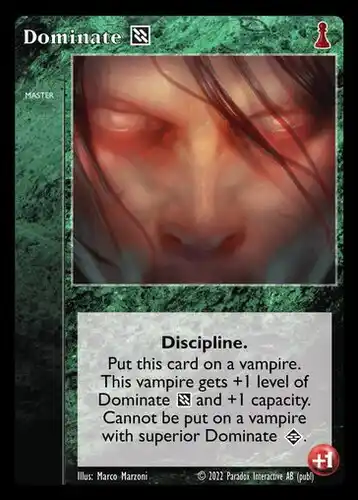 Dominate
MASTER
Discipline.
Put this card on a vampire.
This vampire gets +1 level of
Dominate and +1 capacity.
Cannot be put on a vampire
with superior Dominate .
+1
Illus: Marco Marzoni © 2022 Paradox Interactive AB (publ)